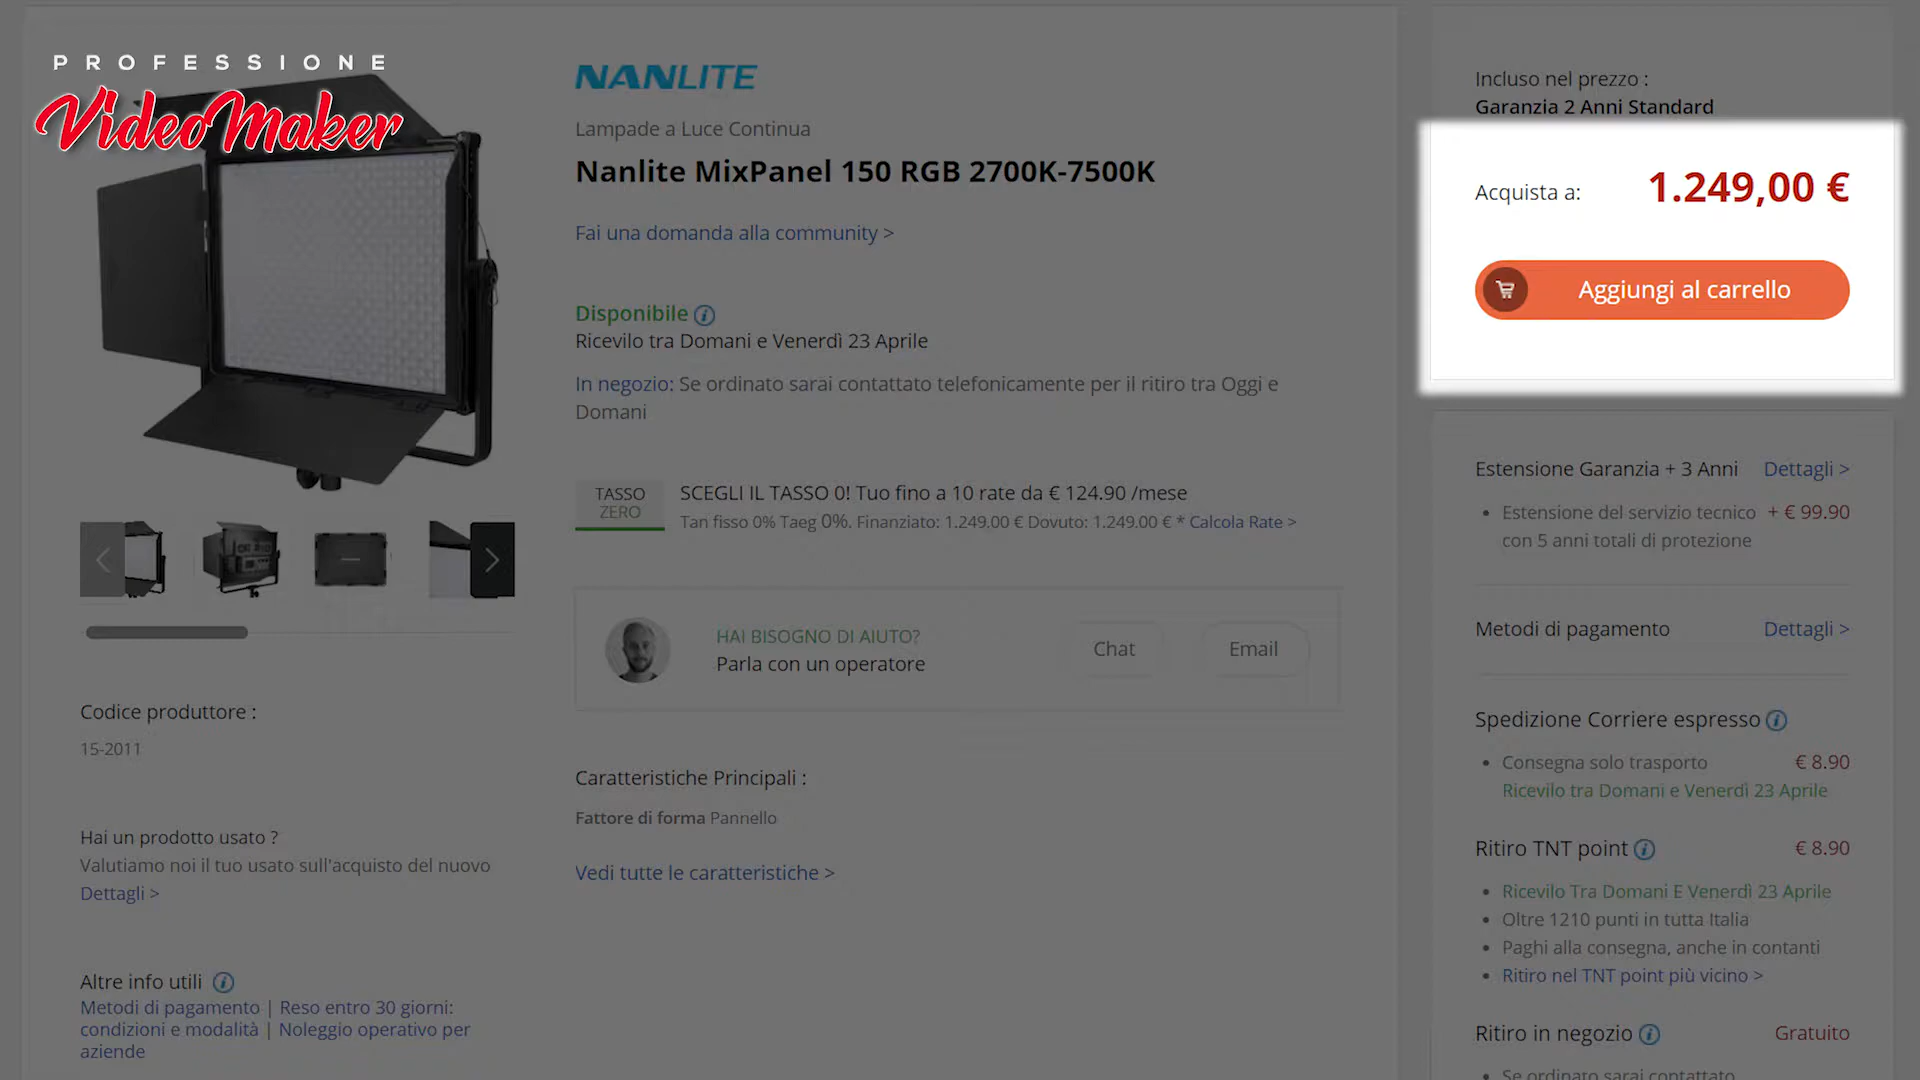 PROFESSIONE
VideoMaker
NANLITE
Lampade a Luce Continua
Nanlite MixPanel 150 RGB 2700K-7500K
Fai una domanda alla community >
Disponibile
Ricevilo tra Domani e Venerdì 23 Aprile
In negozio: Se ordinato sarai contattato telefonicamente per il ritiro tra Oggi e
Domani
TASSO
ZERO
SCEGLI IL TASSO 0! Tuo fino a 10 rate da € 124.90 /mese
Tan fisso 0% Taeg 0%. Finanziato: 1.249.00 € Dovuto: 1.249.00 € * Calcola Rate >
HAI BISOGNO DI AIUTO?
Parla con un operatore
Chat
Email
Codice produttore :
15-2011
Hai un prodotto usato ?
Valutiamo noi il tuo usato sull'acquisto del nuovo
Dettagli >
Altre info utili
Metodi di pagamento | Reso entro 30 giorni:
condizioni e modalità | Noleggio operativo per
aziende
Caratteristiche Principali :
Fattore di forma Pannello
Vedi tutte le caratteristiche >
Incluso nel prezzo :
Garanzia 2 Anni Standard
Acquista a: 1.249,00 €
Aggiungi al carrello
Estensione Garanzia + 3 Anni Dettagli >
• Estensione del servizio tecnico + € 99.90
con 5 anni totali di protezione
Metodi di pagamento Dettagli >
Spedizione Corriere espresso
• Consegna solo trasporto € 8.90
Ricevilo tra Domani e Venerdì 23 Aprile
Ritiro TNT point € 8.90
• Ricevilo Tra Domani E Venerdì 23 Aprile
• Oltre 1210 punti in tutta Italia
• Paghi alla consegna, anche in contanti
• Ritiro nel TNT point più vicino >
Ritiro in negozio Gratuito
• Se ordinato sarai contattato